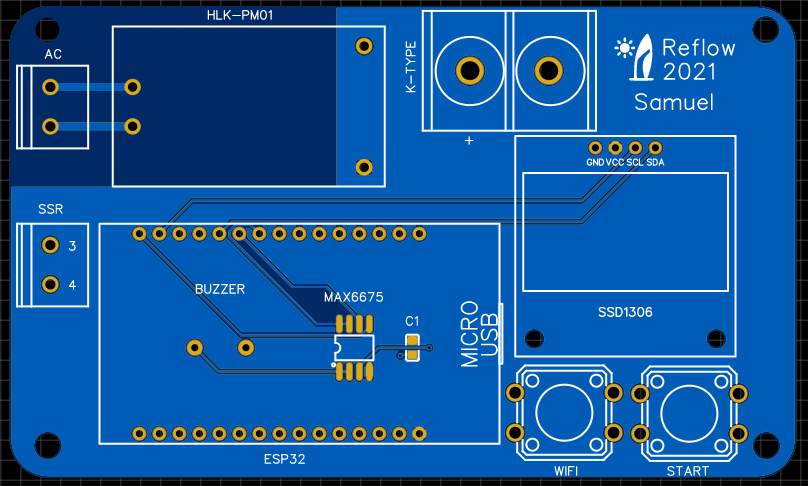 HLK-PM01
AC
K-TYPE
+
Reflow
2021
Samuel
GND VCC SCL SDA
SSR
3
4
BUZZER
MAX6675
C1
MICRO
USB
SSD1306
ESP32
WIFI
START